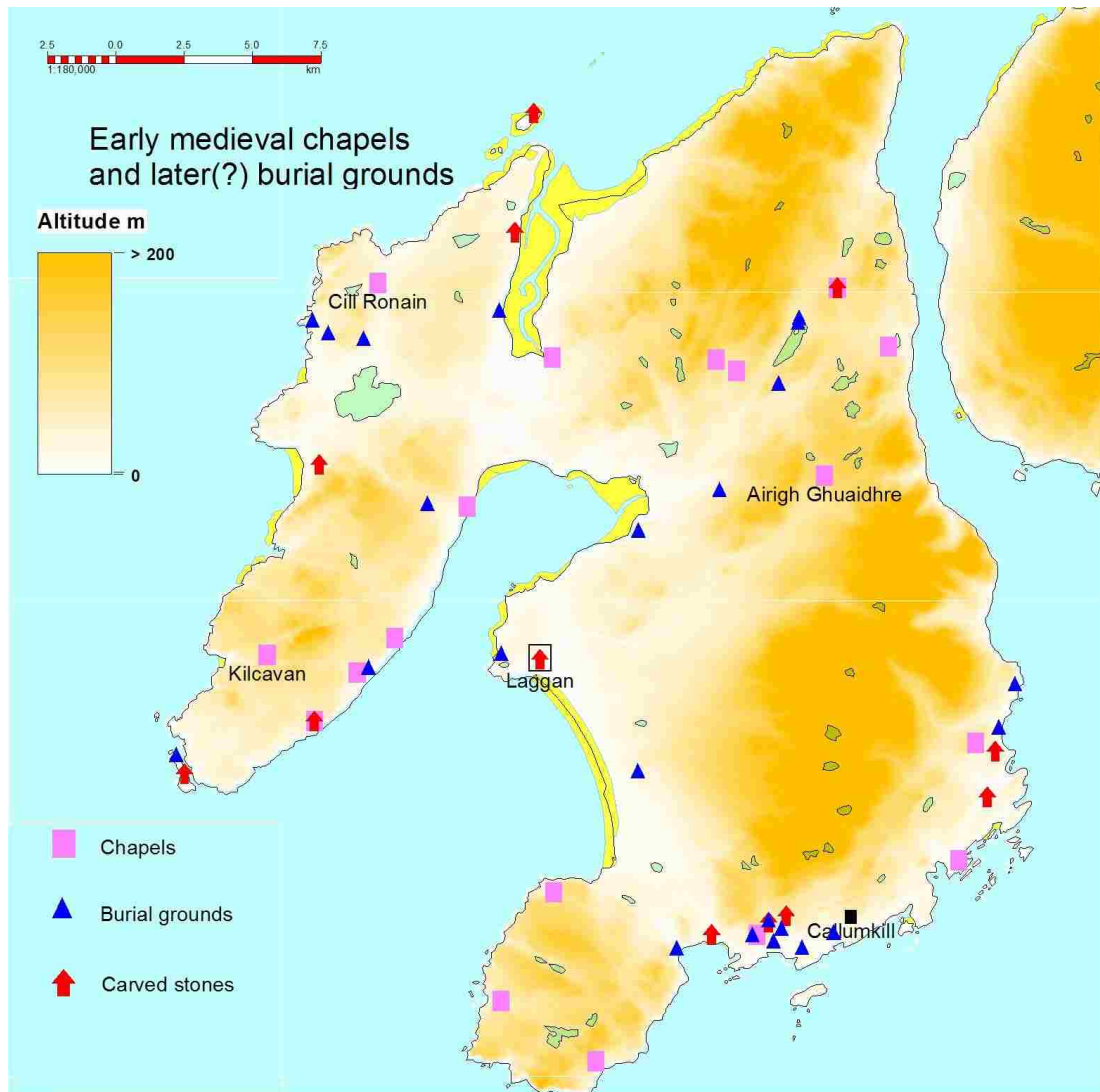 2.5 0.0 2.5 5.0 7.5
1:180,000 km
Early medieval chapels
and later(?) burial grounds
Altitude m
> 200
0
Cill Ronain
Airigh Ghuaidhre
Kilcavan
Laggan
Callumkill
Chapels
Burial grounds
Carved stones